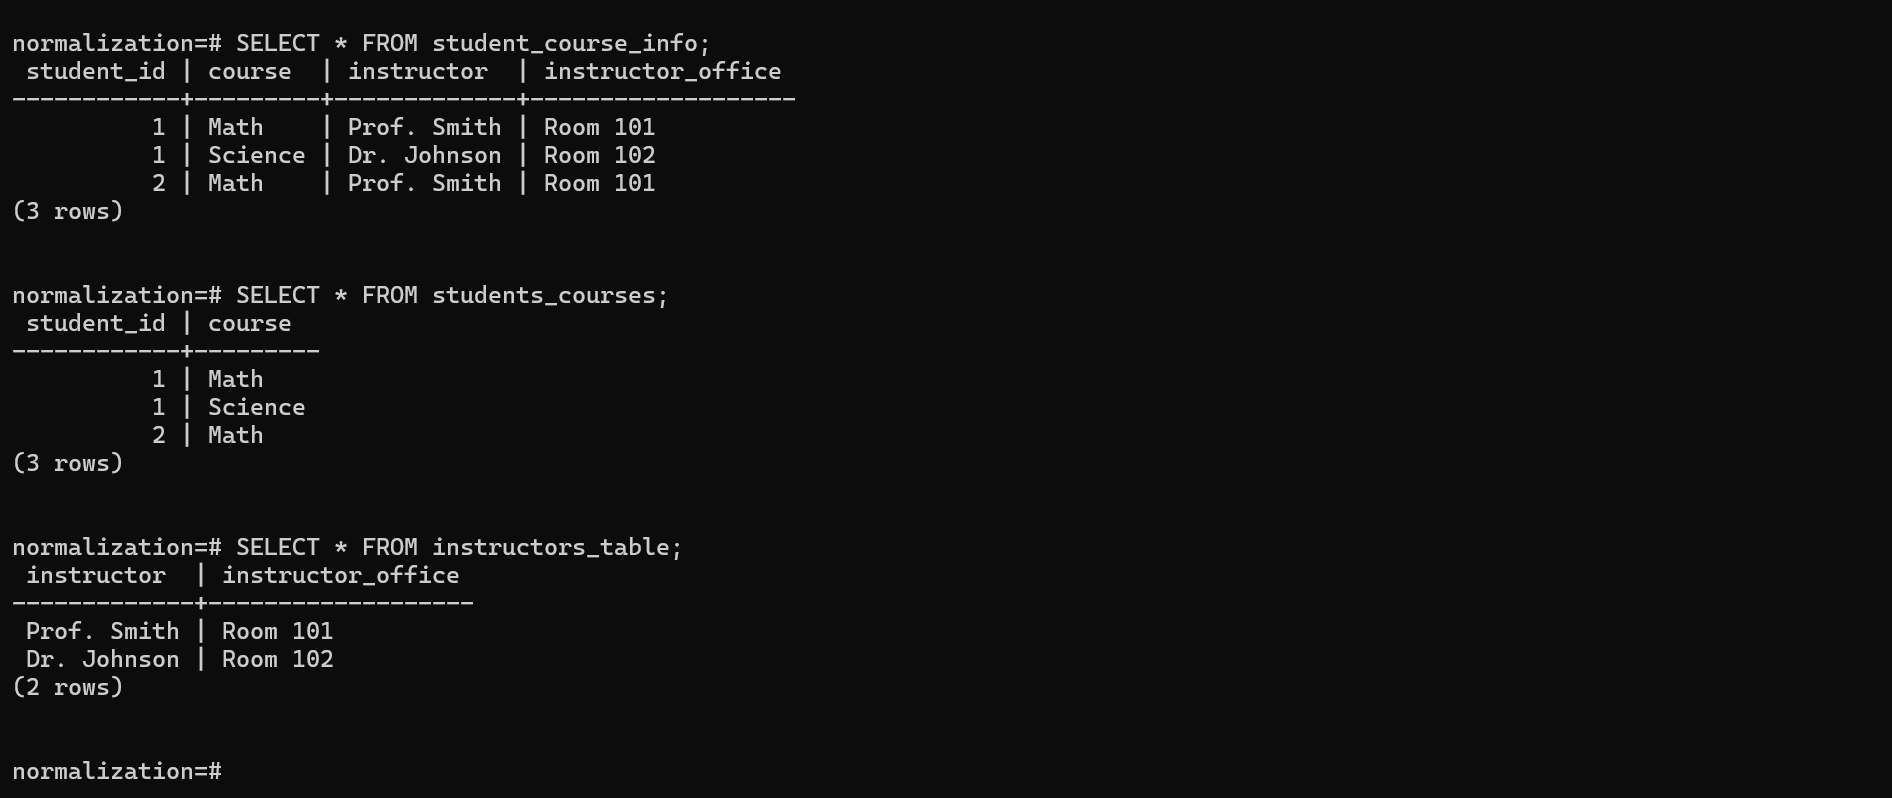 normalization=# SELECT * FROM student_course_info;
 student_id | course  | instructor  | instructor_office
------------+---------+-------------+-------------------
          1 | Math    | Prof. Smith | Room 101
          1 | Science | Dr. Johnson | Room 102
          2 | Math    | Prof. Smith | Room 101
(3 rows)
normalization=# SELECT * FROM students_courses;
 student_id | course
------------+---------
          1 | Math
          1 | Science
          2 | Math
(3 rows)
normalization=# SELECT * FROM instructors_table;
 instructor  | instructor_office
-------------+-------------------
 Prof. Smith | Room 101
 Dr. Johnson | Room 102
(2 rows)
normalization=#